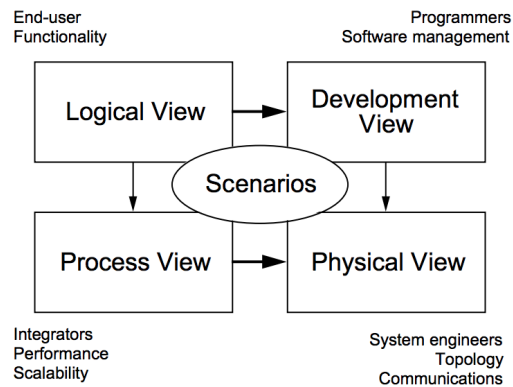 End-user
Functionality
Programmers
Software management
Logical View
Development
View
Scenarios
Process View
Physical View
Integrators
Performance
Scalability
System engineers
Topology
Communications